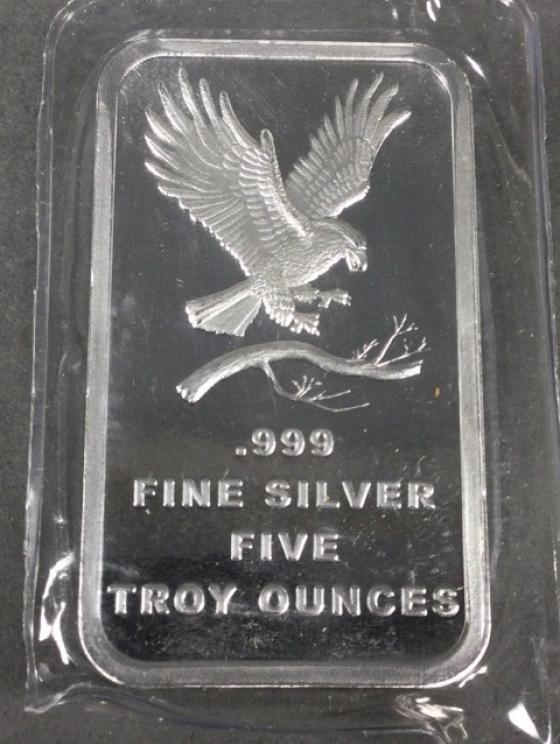 .999
FINE SILVER
FIVE
TROY OUNCES